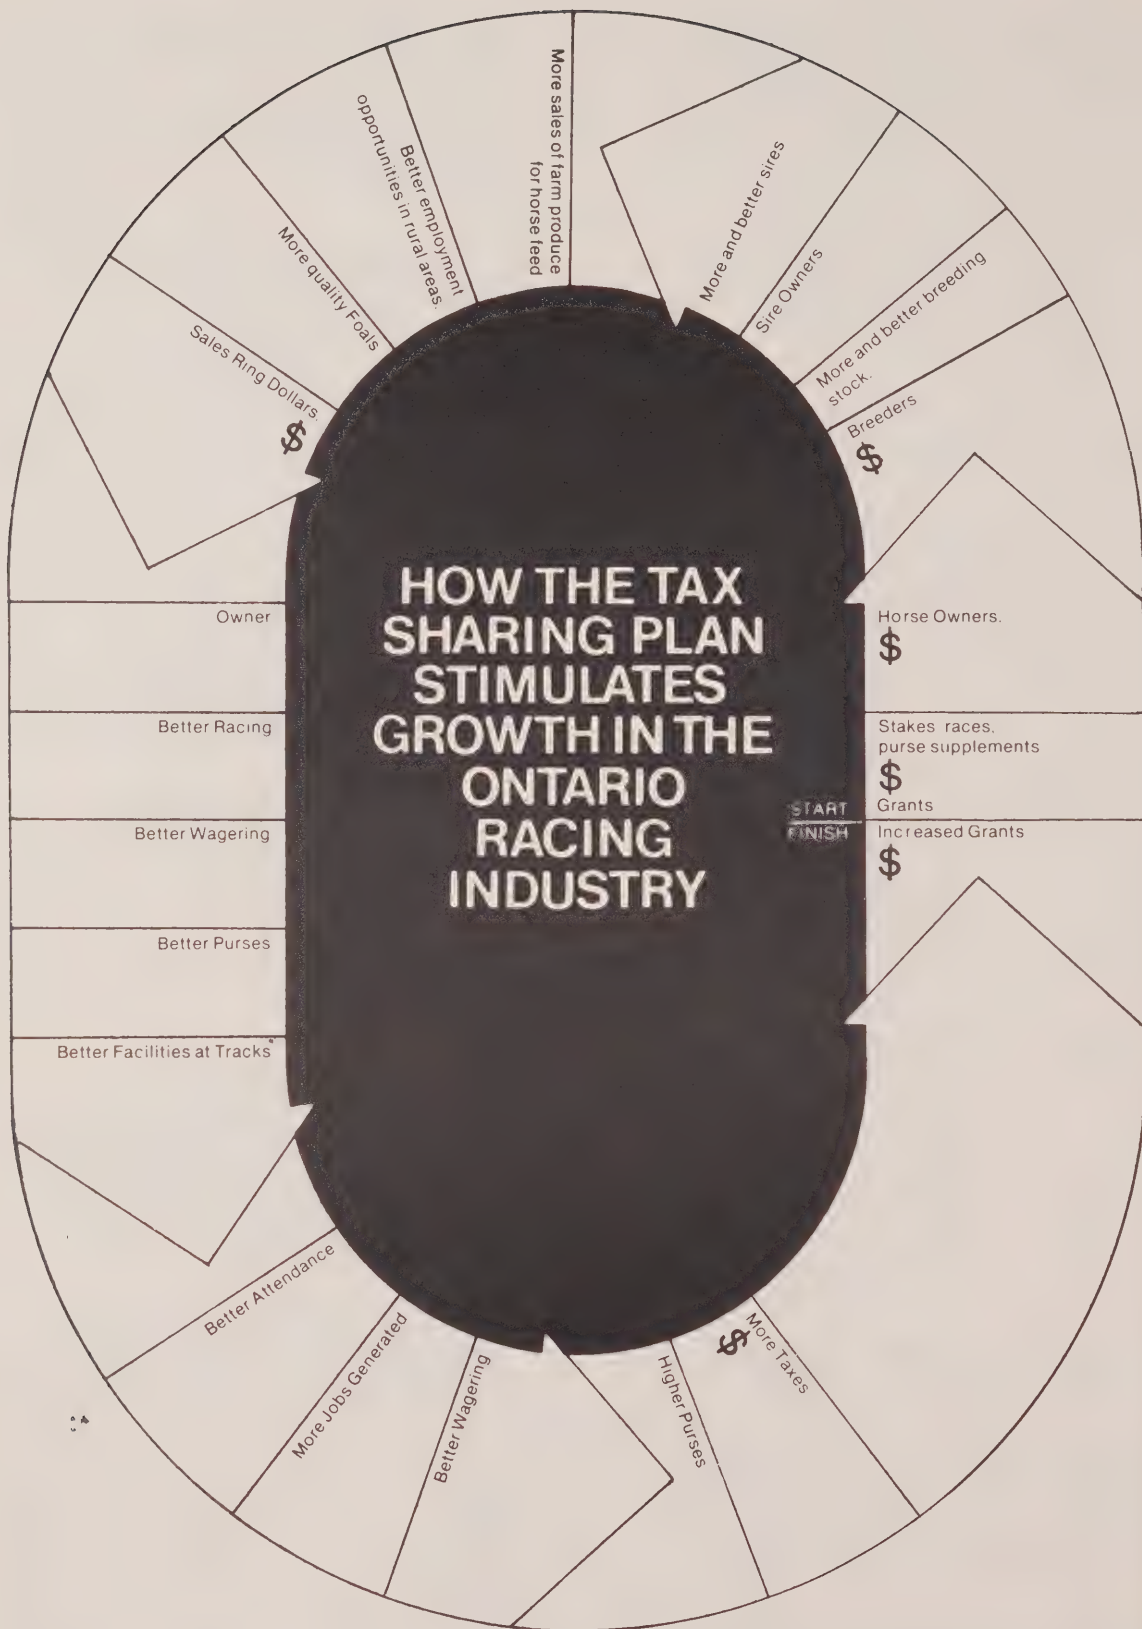 HOW THE TAX
SHARING PLAN
STIMULATES
GROWTH IN THE
ONTARIO
RACING
INDUSTRY
START
FINISH
Grants
Stakes races,
purse supplements
$
Horse Owners.
$
Breeders
$
More and better breeding
stock.
Sire Owners
More and better sires
More sales of farm produce
for horse feed
Better employment
opportunities in rural areas.
More quality Foals
Sales Ring Dollars.
$
Owner
Better Racing
Better Wagering
Better Purses
Better Facilities at Tracks
Better Attendance
More Jobs Generated
Better Wagering
Higher Purses
More Taxes
$
Increased Grants
$